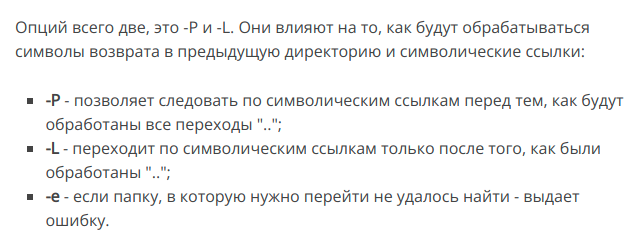 Опций всего две, это -P и -L. Они влияют на то, как будут обрабатываться
символы возврата в предыдущую директорию и символические ссылки:
-P - позволяет следовать по символическим ссылкам перед тем, как будут
обработаны все переходы "..";
-L - переходит по символическим ссылкам только после того, как были
обработаны "..";
-e - если папку, в которую нужно перейти не удалось найти - выдает
ошибку.